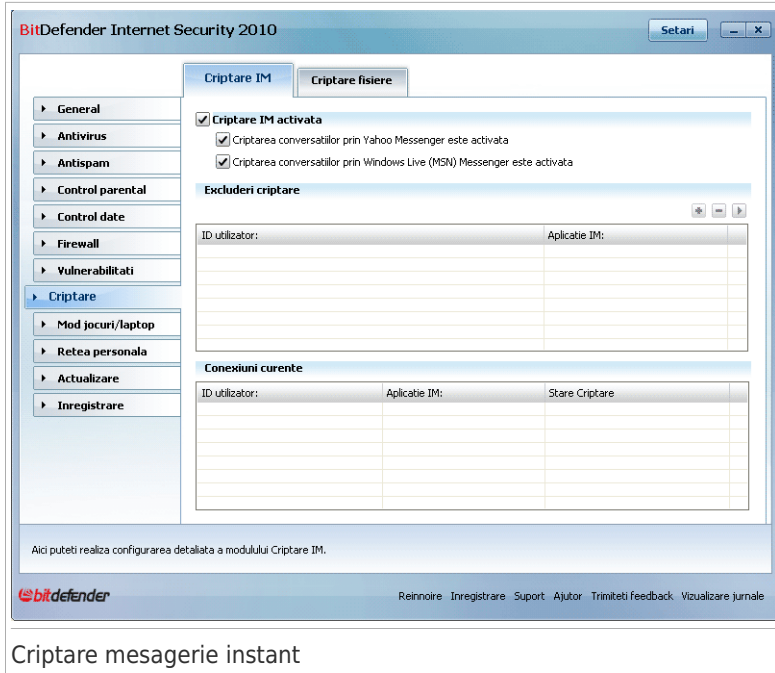 BitDefender Internet Security 2010
Setari
Criptare IM
Criptare fisiere
General
Antivirus
Antispam
Control parental
Control date
Firewall
Vulnerabilitati
Criptare
Mod jocuri/laptop
Retea personala
Actualizare
Inregistrare
Criptare IM activata
Criptarea conversatiilor prin Yahoo Messenger este activata
Criptarea conversatiilor prin Windows Live (MSN) Messenger este activata
Excluderi criptare
ID utilizator: Aplicatie IM:
Conexiuni curente
ID utilizator: Aplicatie IM: Stare Criptare
Aici puteti realiza configurarea detaliata a modulului Criptare IM.
bitdefender
Reinnoire Inregistrare Suport Ajutor Trimiteti feedback Vizualizare jurnale
Criptare mesagerie instant